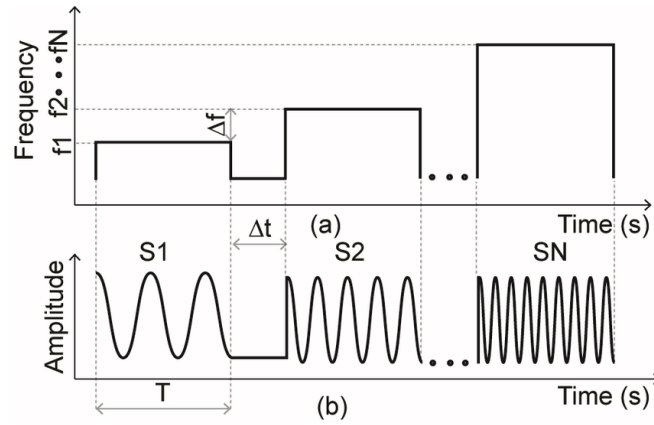 Frequency
f1 f2•••fN
Δf
Time (s)
(a)
Δt
S1
S2
SN
Amplitude
Time (s)
T
(b)